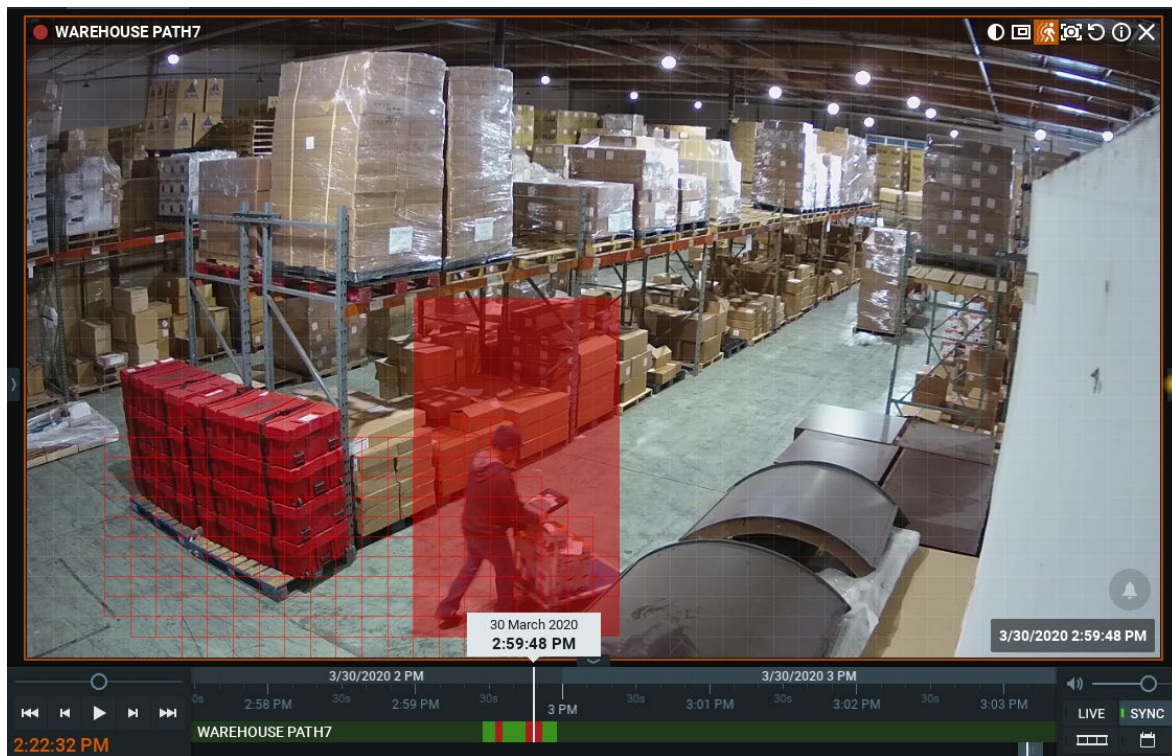 WAREHOUSE PATH7
30 March 2020
2:59:48 PM
3/30/2020 2:59:48 PM
3/30/2020 2 PM
3/30/2020 3 PM
0s
2:58 PM
30s
2:59 PM
30s
3 PM
30s
3:01 PM
30s
3:02 PM
30s
3:03 PM
LIVE
SYNC
WAREHOUSE PATH7
2:22:32 PM